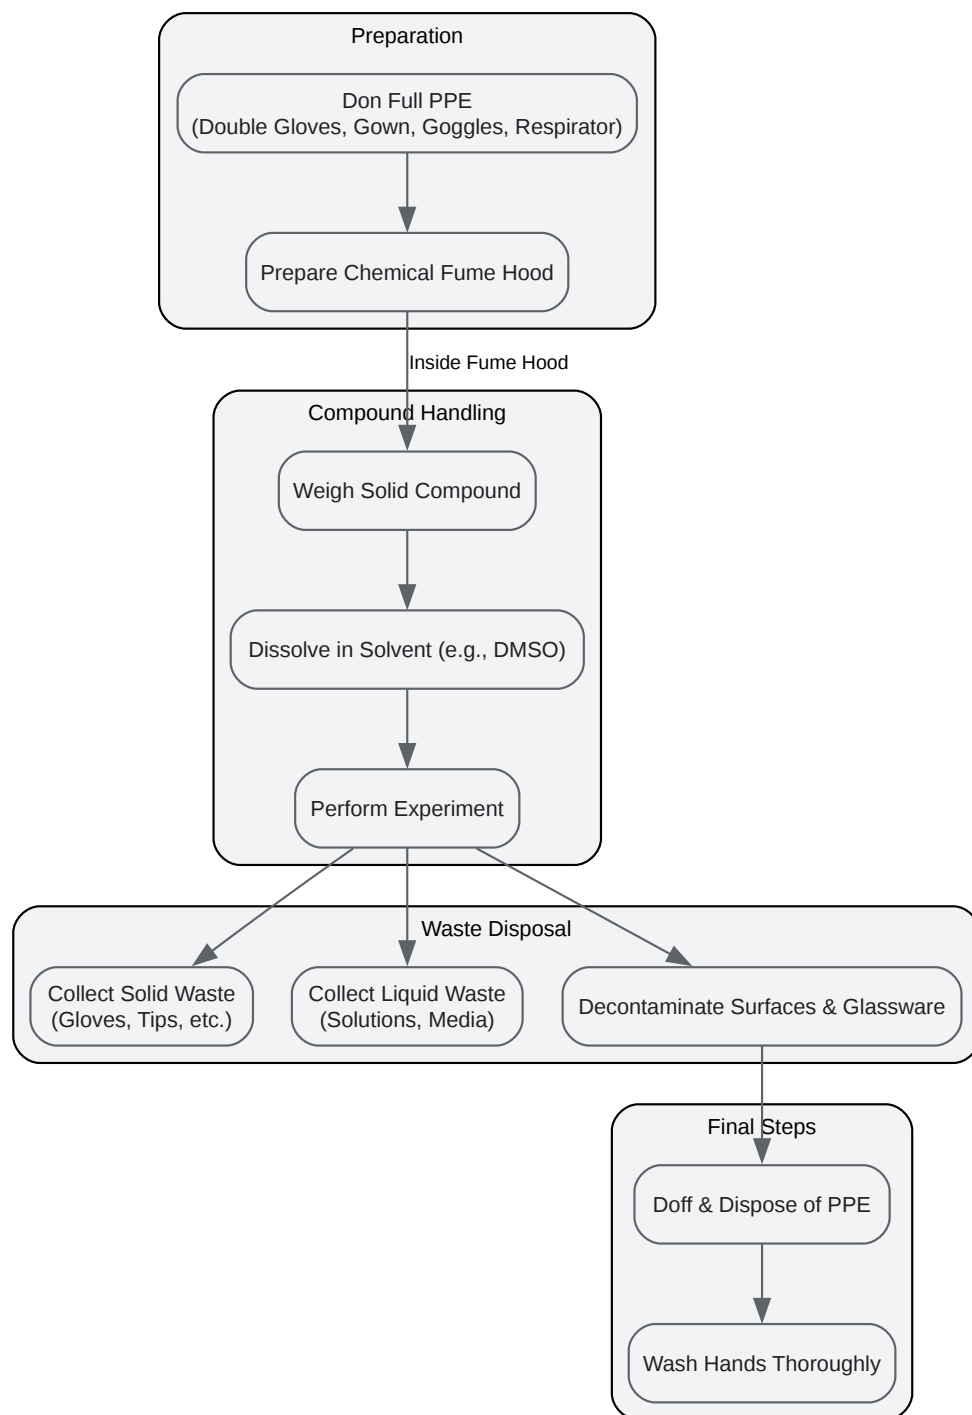 Preparation
Don Full PPE
(Double Gloves, Gown, Goggles, Respirator)
Prepare Chemical Fume Hood
Inside Fume Hood
Compound Handling
Weigh Solid Compound
Dissolve in Solvent (e.g., DMSO)
Perform Experiment
Waste Disposal
Collect Solid Waste
(Gloves, Tips, etc.)
Collect Liquid Waste
(Solutions, Media)
Decontaminate Surfaces & Glassware
Final Steps
Doff & Dispose of PPE
Wash Hands Thoroughly